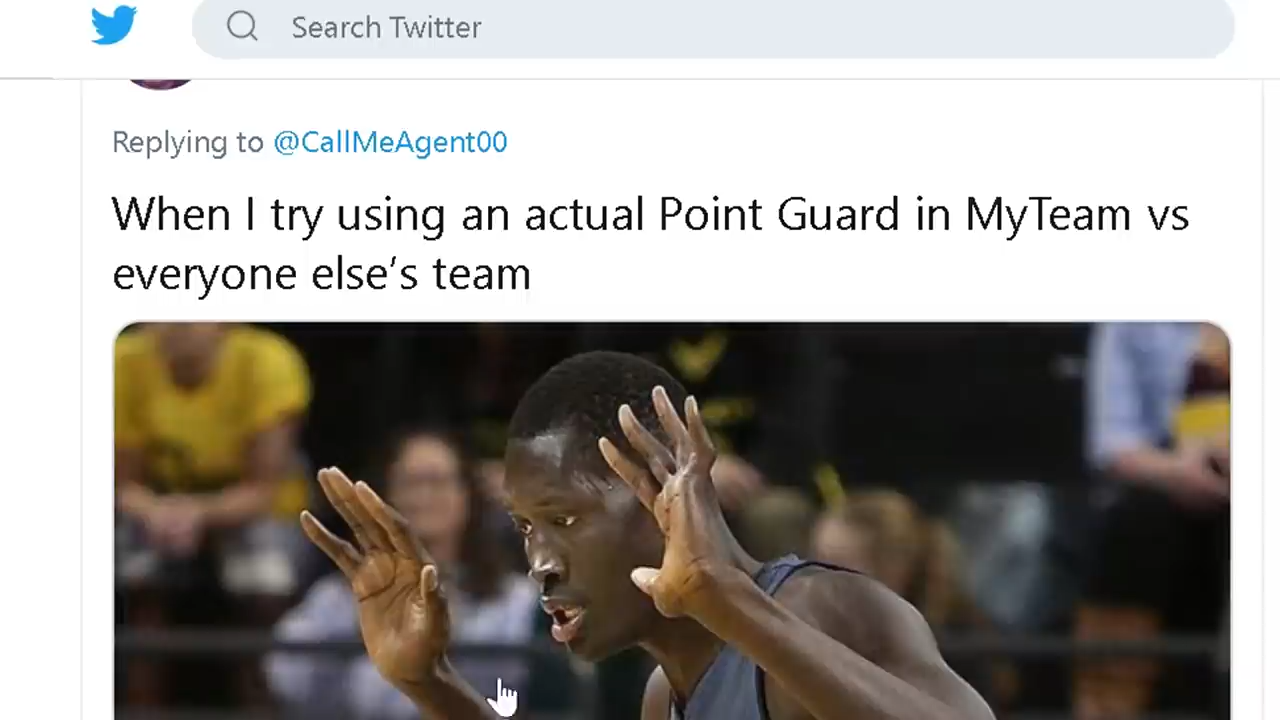 Search Twitter
Replying to @CallMeAgent00
When I try using an actual Point Guard in MyTeam vs
everyone else's team